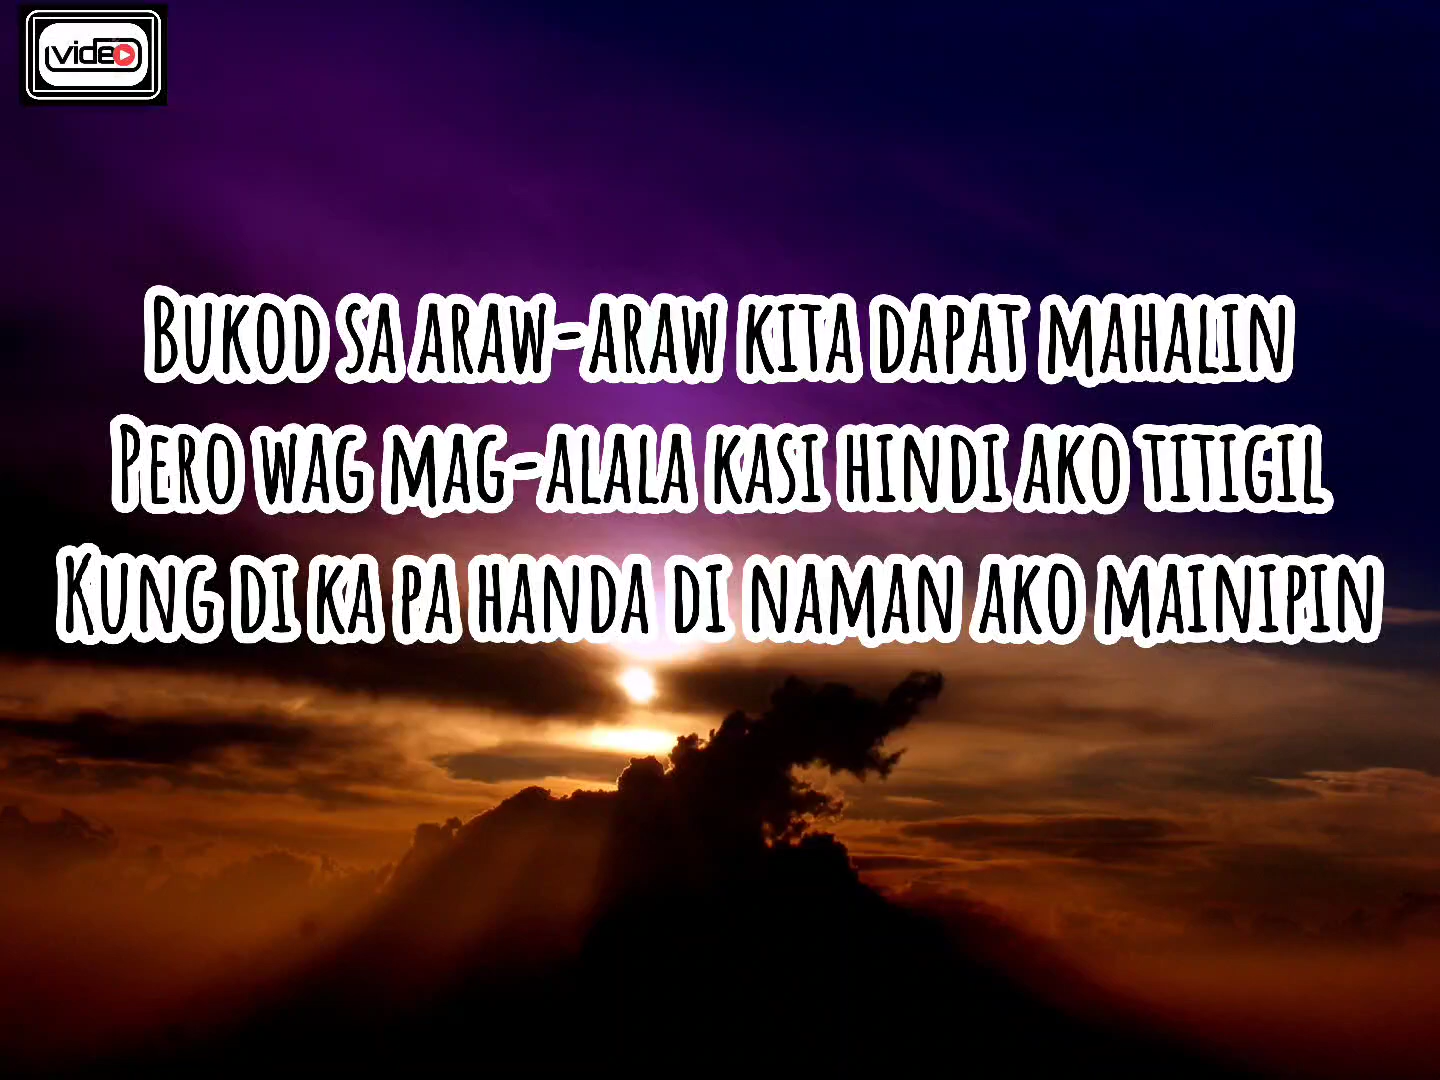 ivideo
Bukod sa araw-araw kita dapat mahalin
Pero wag mag-alala kasi hindi ako titigil
Kung di ka pa handa di naman ako mainipin